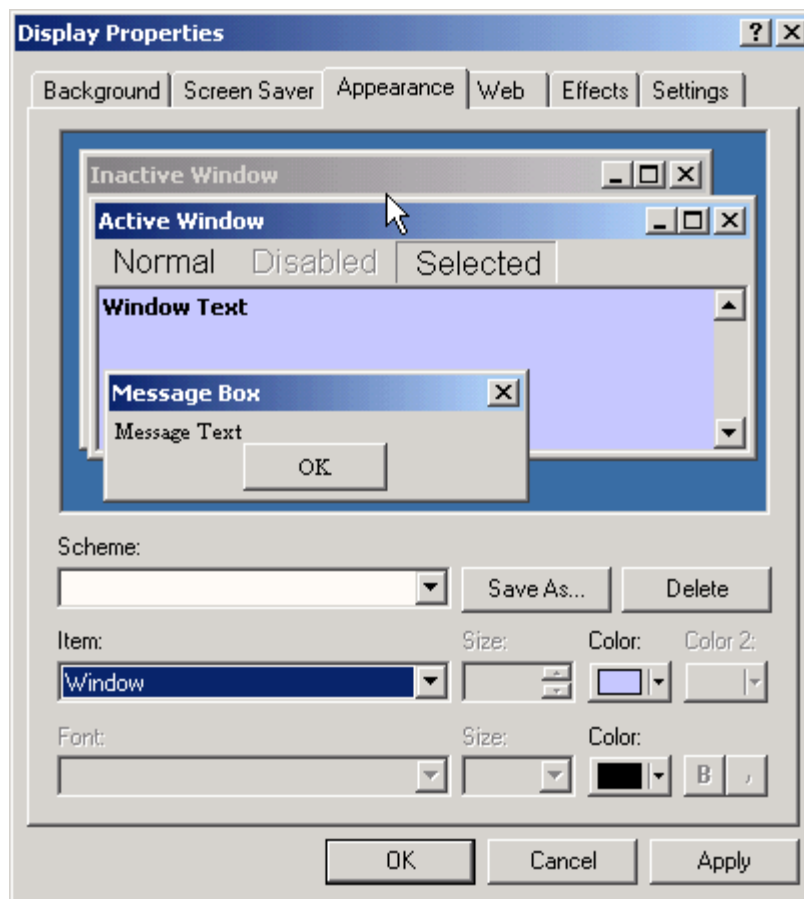 Display Properties
Background Screen Saver Appearance Web Effects Settings
Inactive Window
Active Window
Normal Disabled Selected
Window Text
Message Box
Message Text
OK
Scheme:
Save As... Delete
Item: Size: Color: Color 2:
Window
Font: Size: Color:
B
OK Cancel Apply